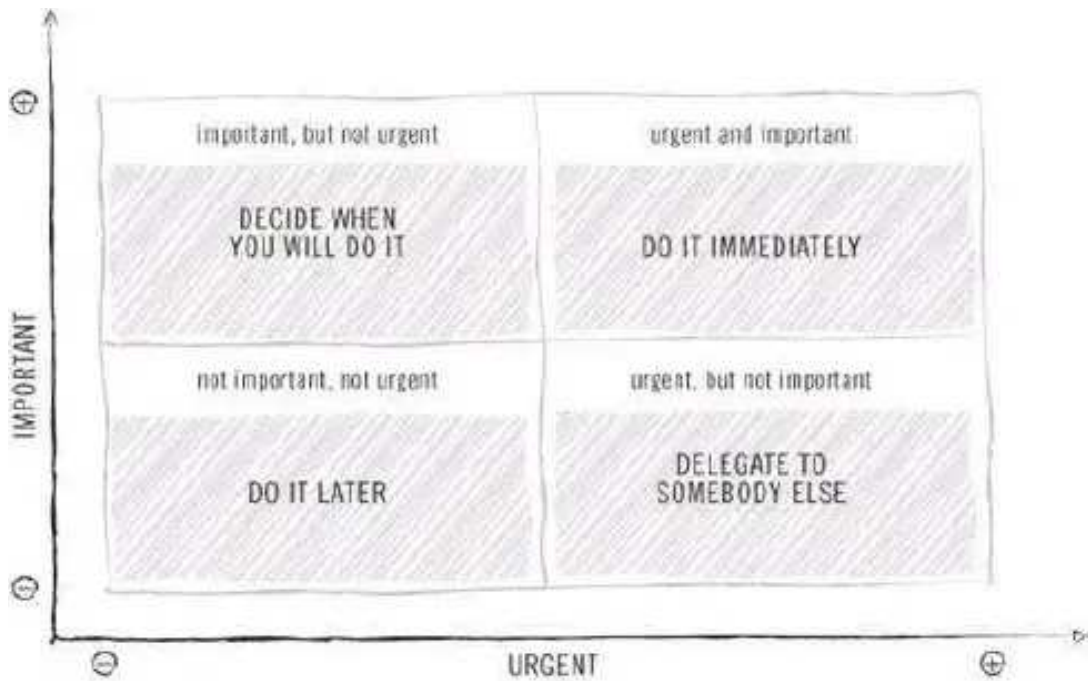 ⊕
important, but not urgent
urgent and important
DECIDE WHEN
YOU WILL DO IT
DO IT IMMEDIATELY
IMPORTANT
not important, not urgent
urgent, but not important
DO IT LATER
DELEGATE TO
SOMEBODY ELSE
⊖
⊖
URGENT
⊕